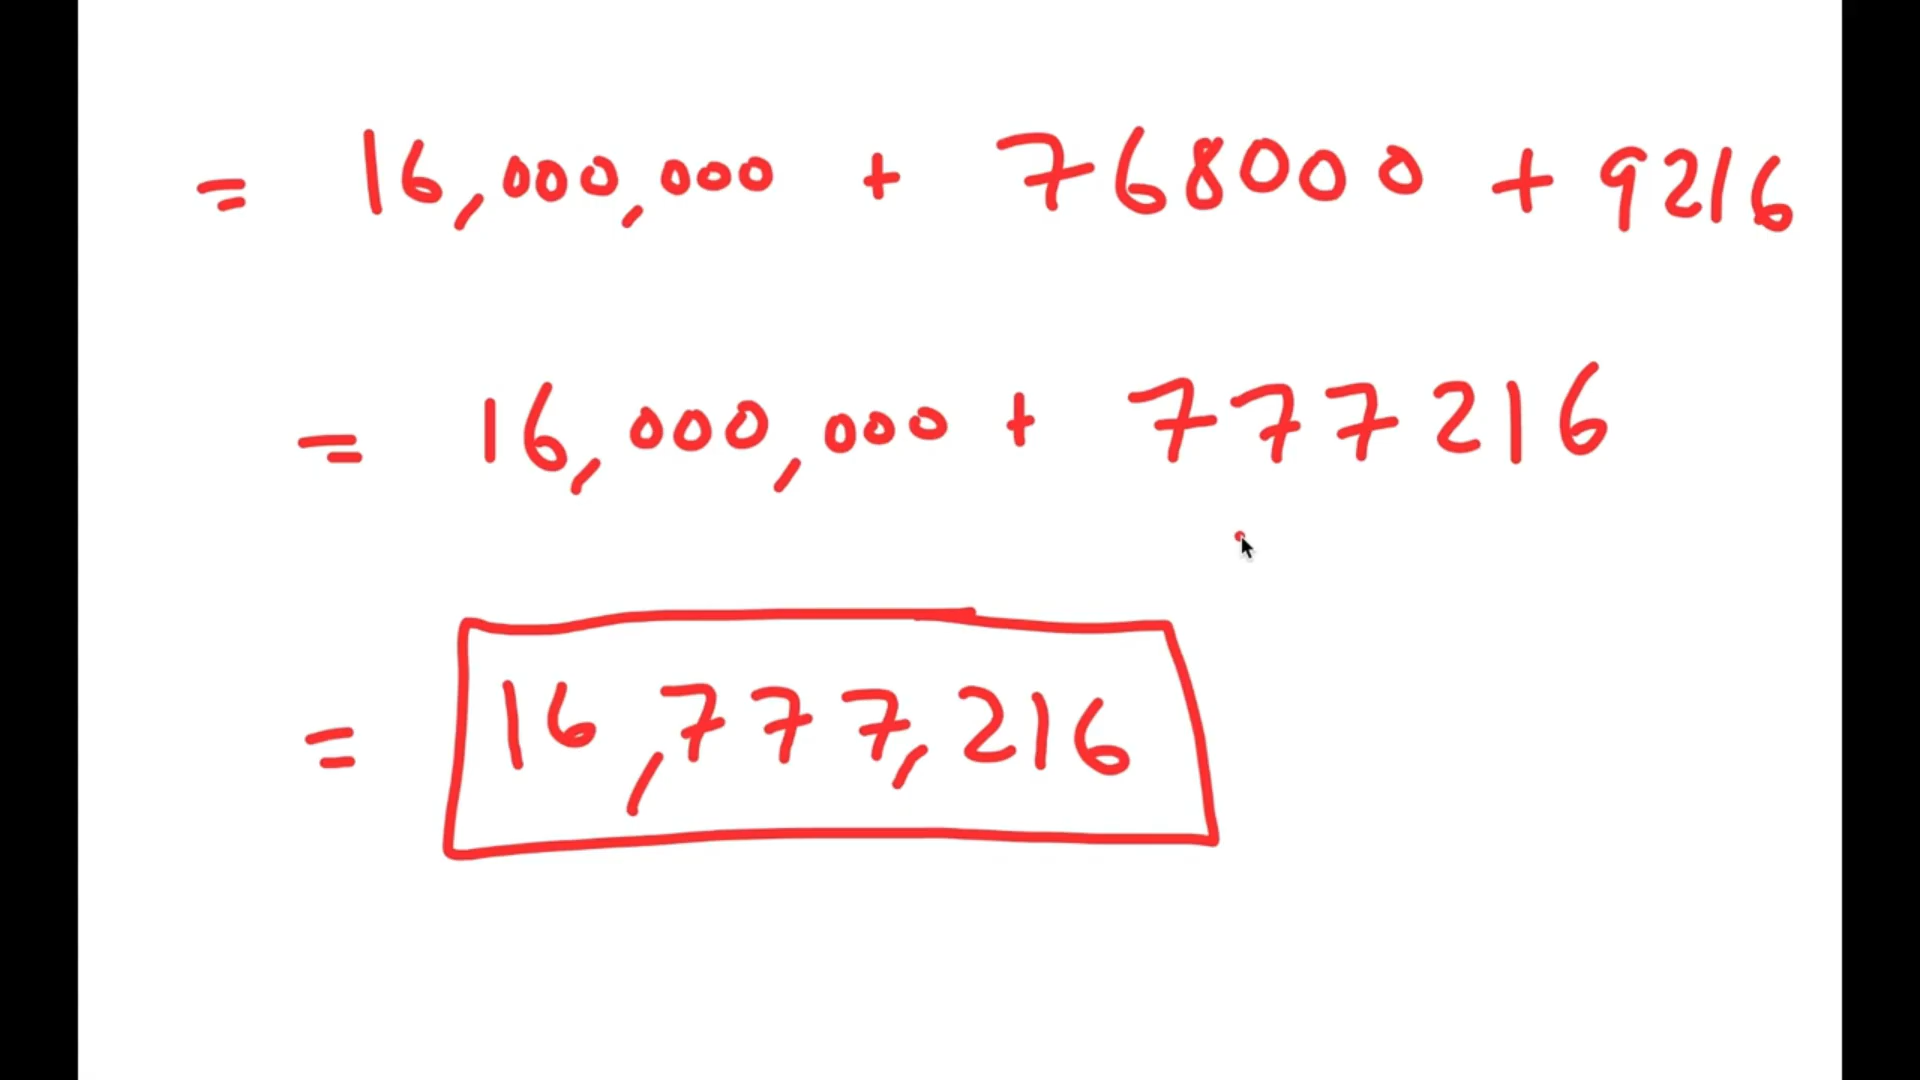 = 16,000,000 + 768000 + 9216
= 16,000,000 + 777216
= 16,777,216